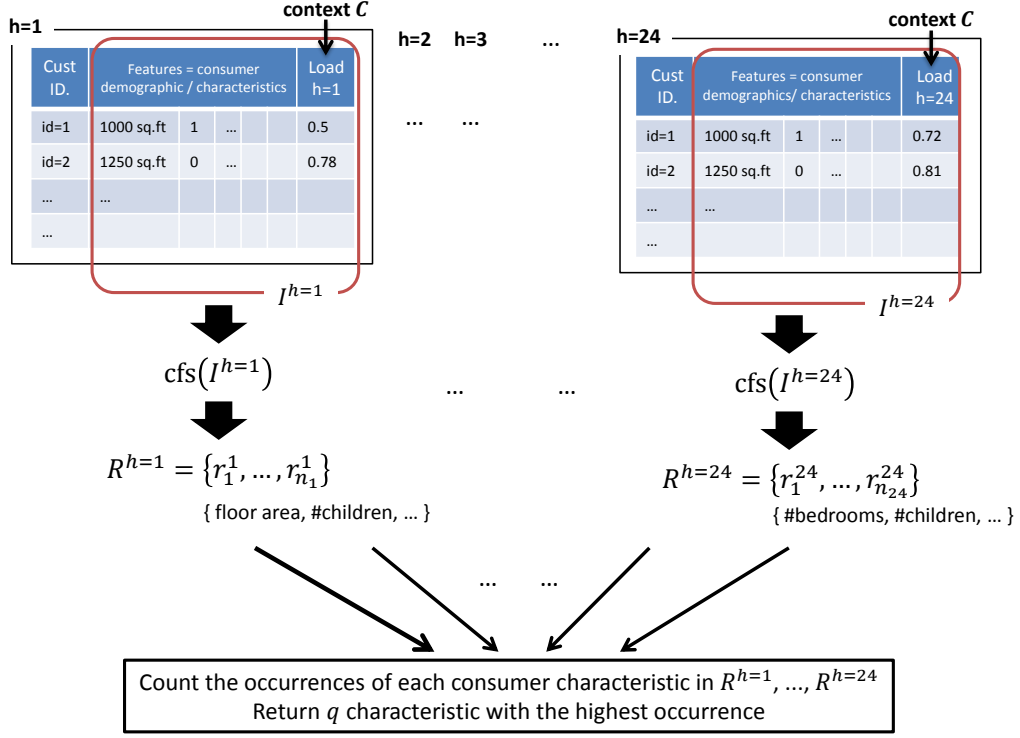 context C
context C
h=1
h=2 h=3 ...
h=24
Cust ID.
Features = consumer demographic / characteristics
Load h=1
id=1 1000 sq.ft 1 ... 0.5
id=2 1250 sq.ft 0 ... 0.78
... ...
...
... ...
... ...
Cust ID.
Features = consumer demographics/ characteristics
Load h=24
id=1 1000 sq.ft 1 ... 0.72
id=2 1250 sq.ft 0 ... 0.81
... ...
...
I^{h=1}
I^{h=24}
cfs(I^{h=1})
... ...
cfs(I^{h=24})
R^{h=1} = {r_1^1, ... , r_{n_1}^1}
R^{h=24} = {r_1^{24}, ... , r_{n_{24}}^{24}}
{ floor area, #children, ... }
{ #bedrooms, #children, ... }
... ...
Count the occurrences of each consumer characteristic in R^{h=1}, ..., R^{h=24}
Return q characteristic with the highest occurrence